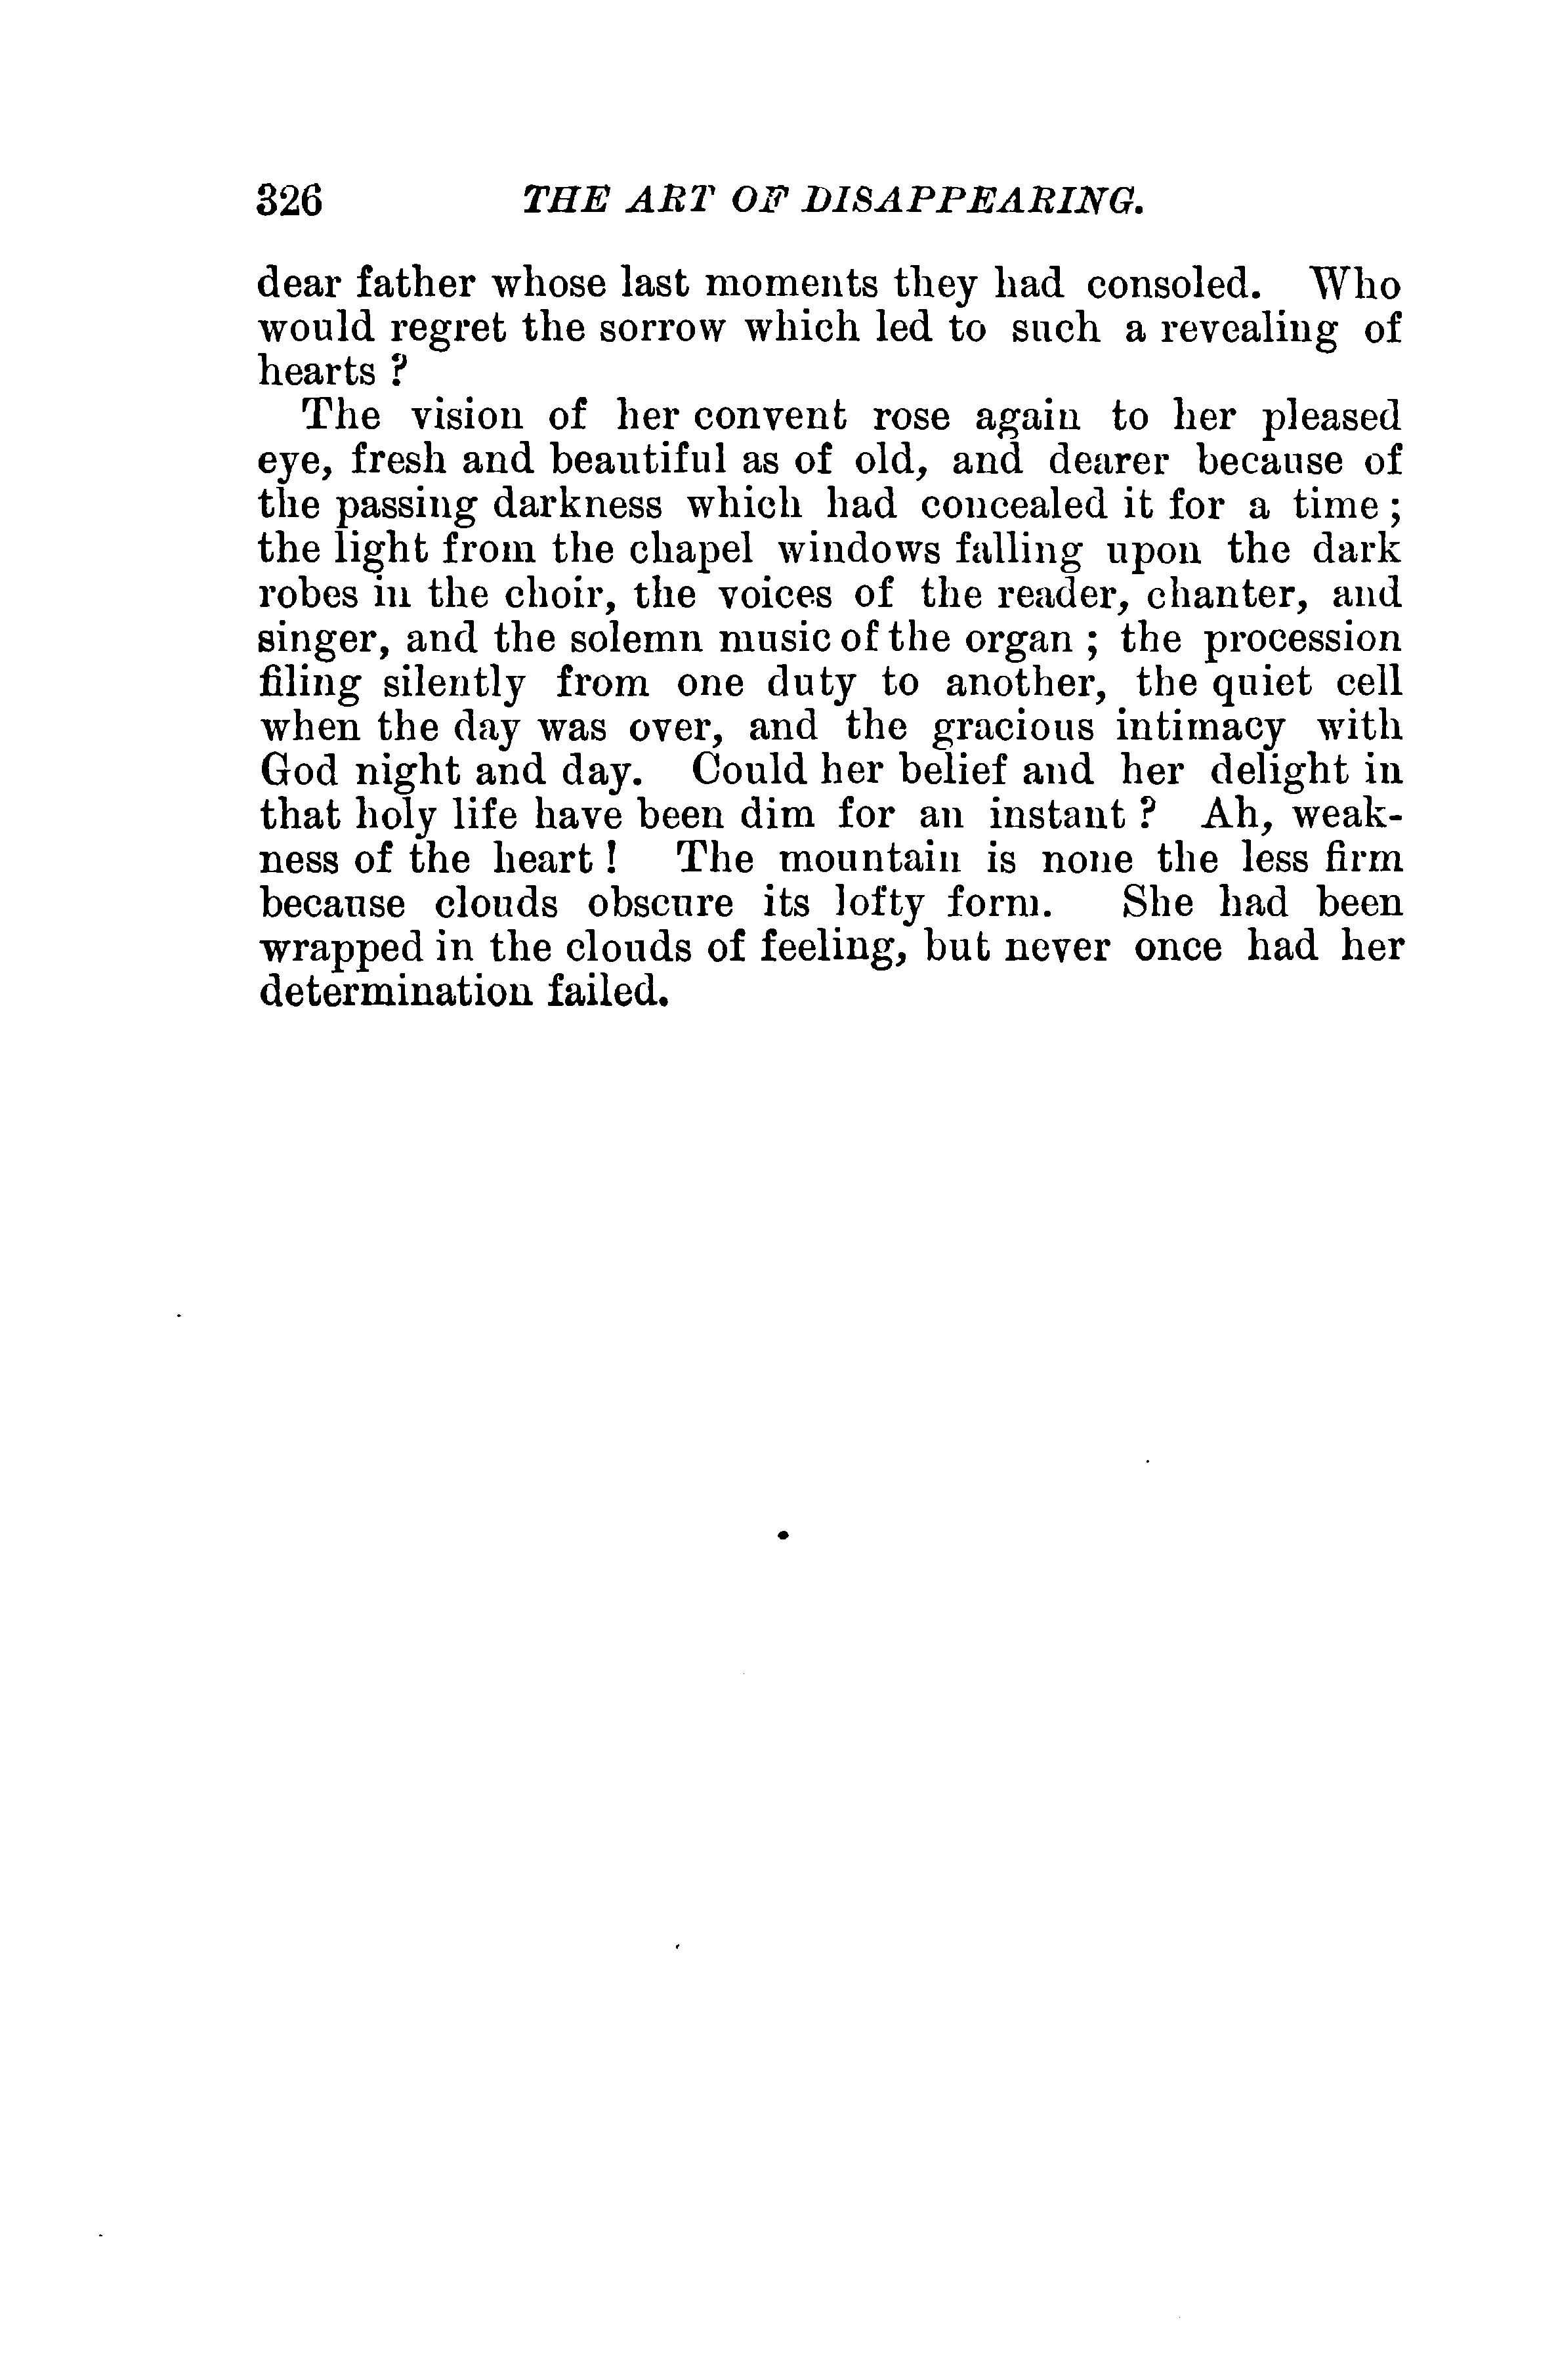 326 THE ART OF DISAPPEARING.
dear father whose last moments they had consoled. Who
would regret the sorrow which led to such a revealing of
hearts ?
The vision of her convent rose again to her pleased
eye, fresh and beautiful as of old, and dearer because of
the passing darkness which had concealed it for a time ;
the light from the chapel windows falling upon the dark
robes in the choir, the voices of the reader, chanter, and
singer, and the solemn music of the organ ; the procession
filing silently from one duty to another, the quiet cell
when the day was over, and the gracious intimacy with
God night and day. Could her belief and her delight in
that holy life have been dim for an instant ? Ah, weak-
ness of the heart ! The mountain is none the less firm
because clouds obscure its lofty form. She had been
wrapped in the clouds of feeling, but never once had her
determination failed.